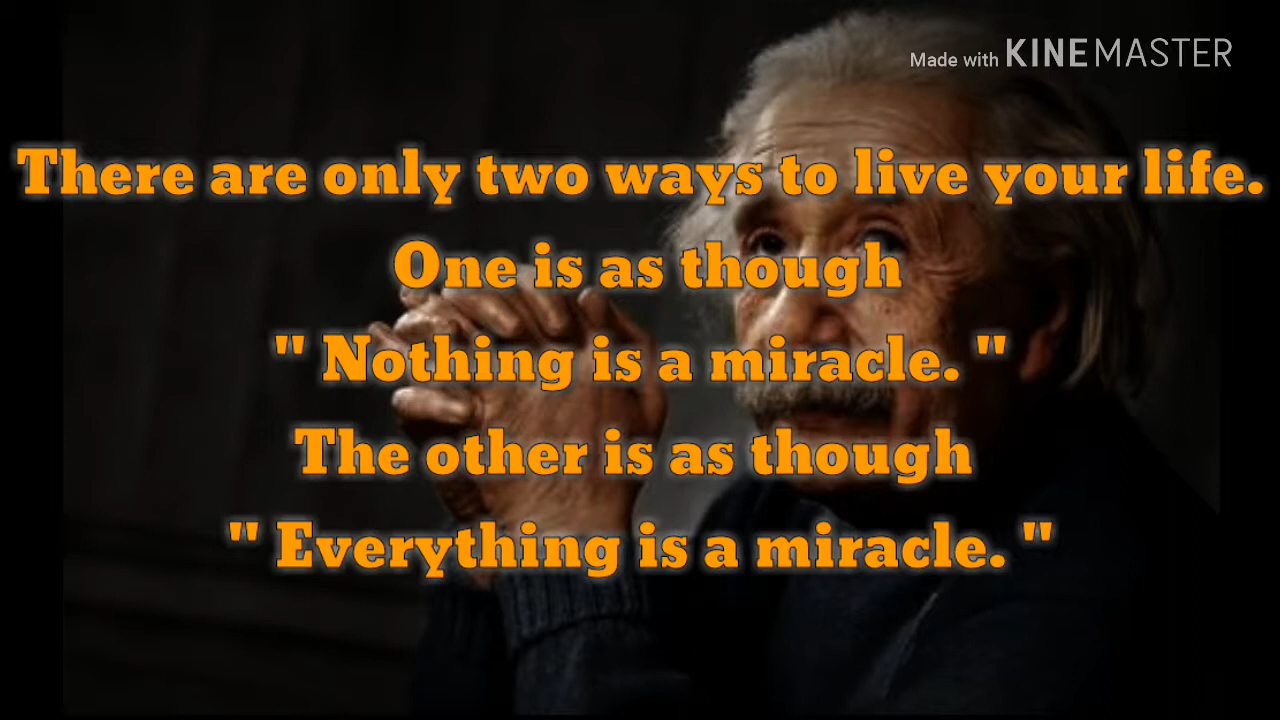 Made with KINEMASTER
There are only two ways to live your life.
One is as though
" Nothing is a miracle. "
The other is as though
" Everything is a miracle. "